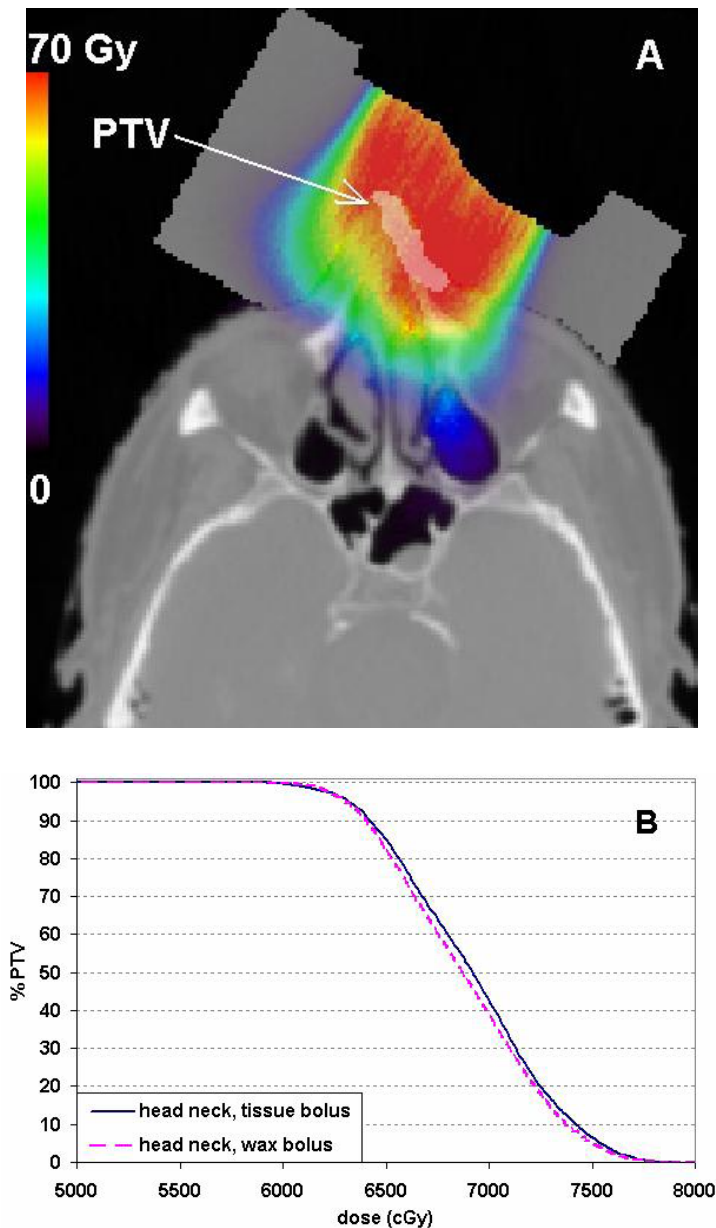 70 Gy
A
PTV
0
100
90
80
70
60
50
40
30
20
10
0
%PTV
B
head neck, tissue bolus
head neck, wax bolus
5000 5500 6000 6500 7000 7500 8000
dose (cGy)